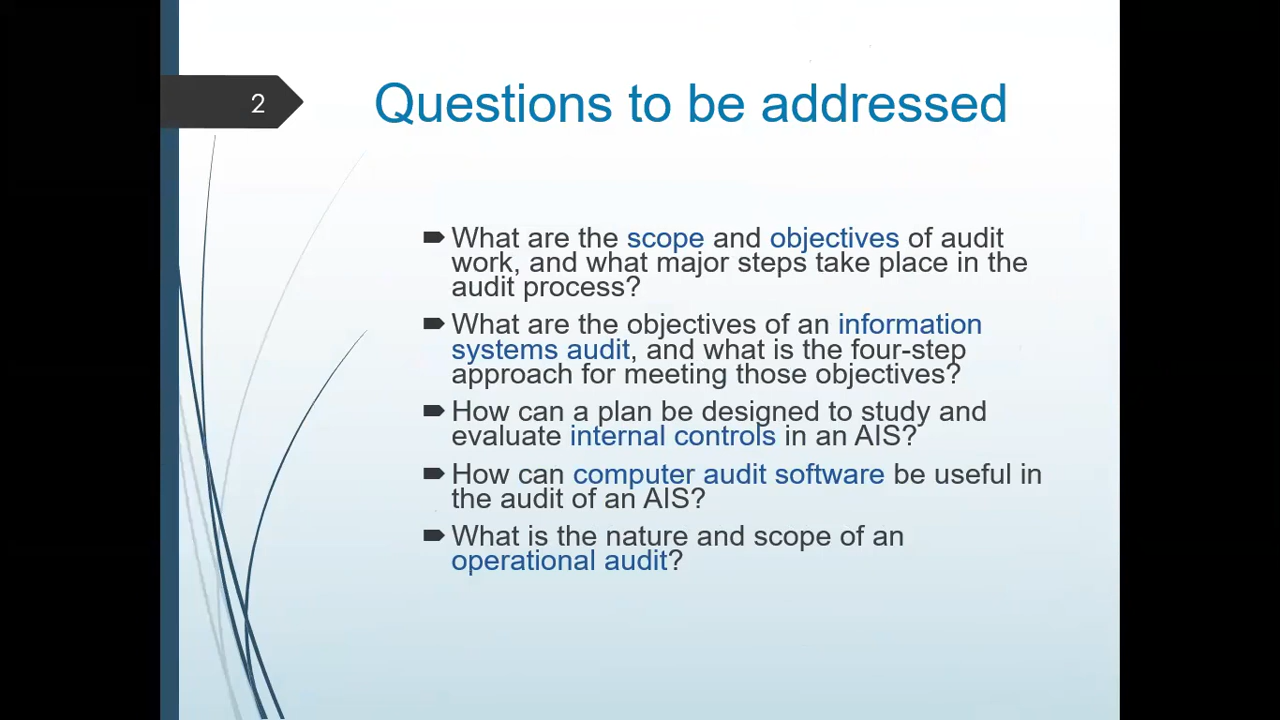 2
Questions to be addressed
What are the scope and objectives of audit
work, and what major steps take place in the
audit process?
What are the objectives of an information
systems audit, and what is the four-step
approach for meeting those objectives?
How can a plan be designed to study and
evaluate internal controls in an AIS?
How can computer audit software be useful in
the audit of an AIS?
What is the nature and scope of an
operational audit?